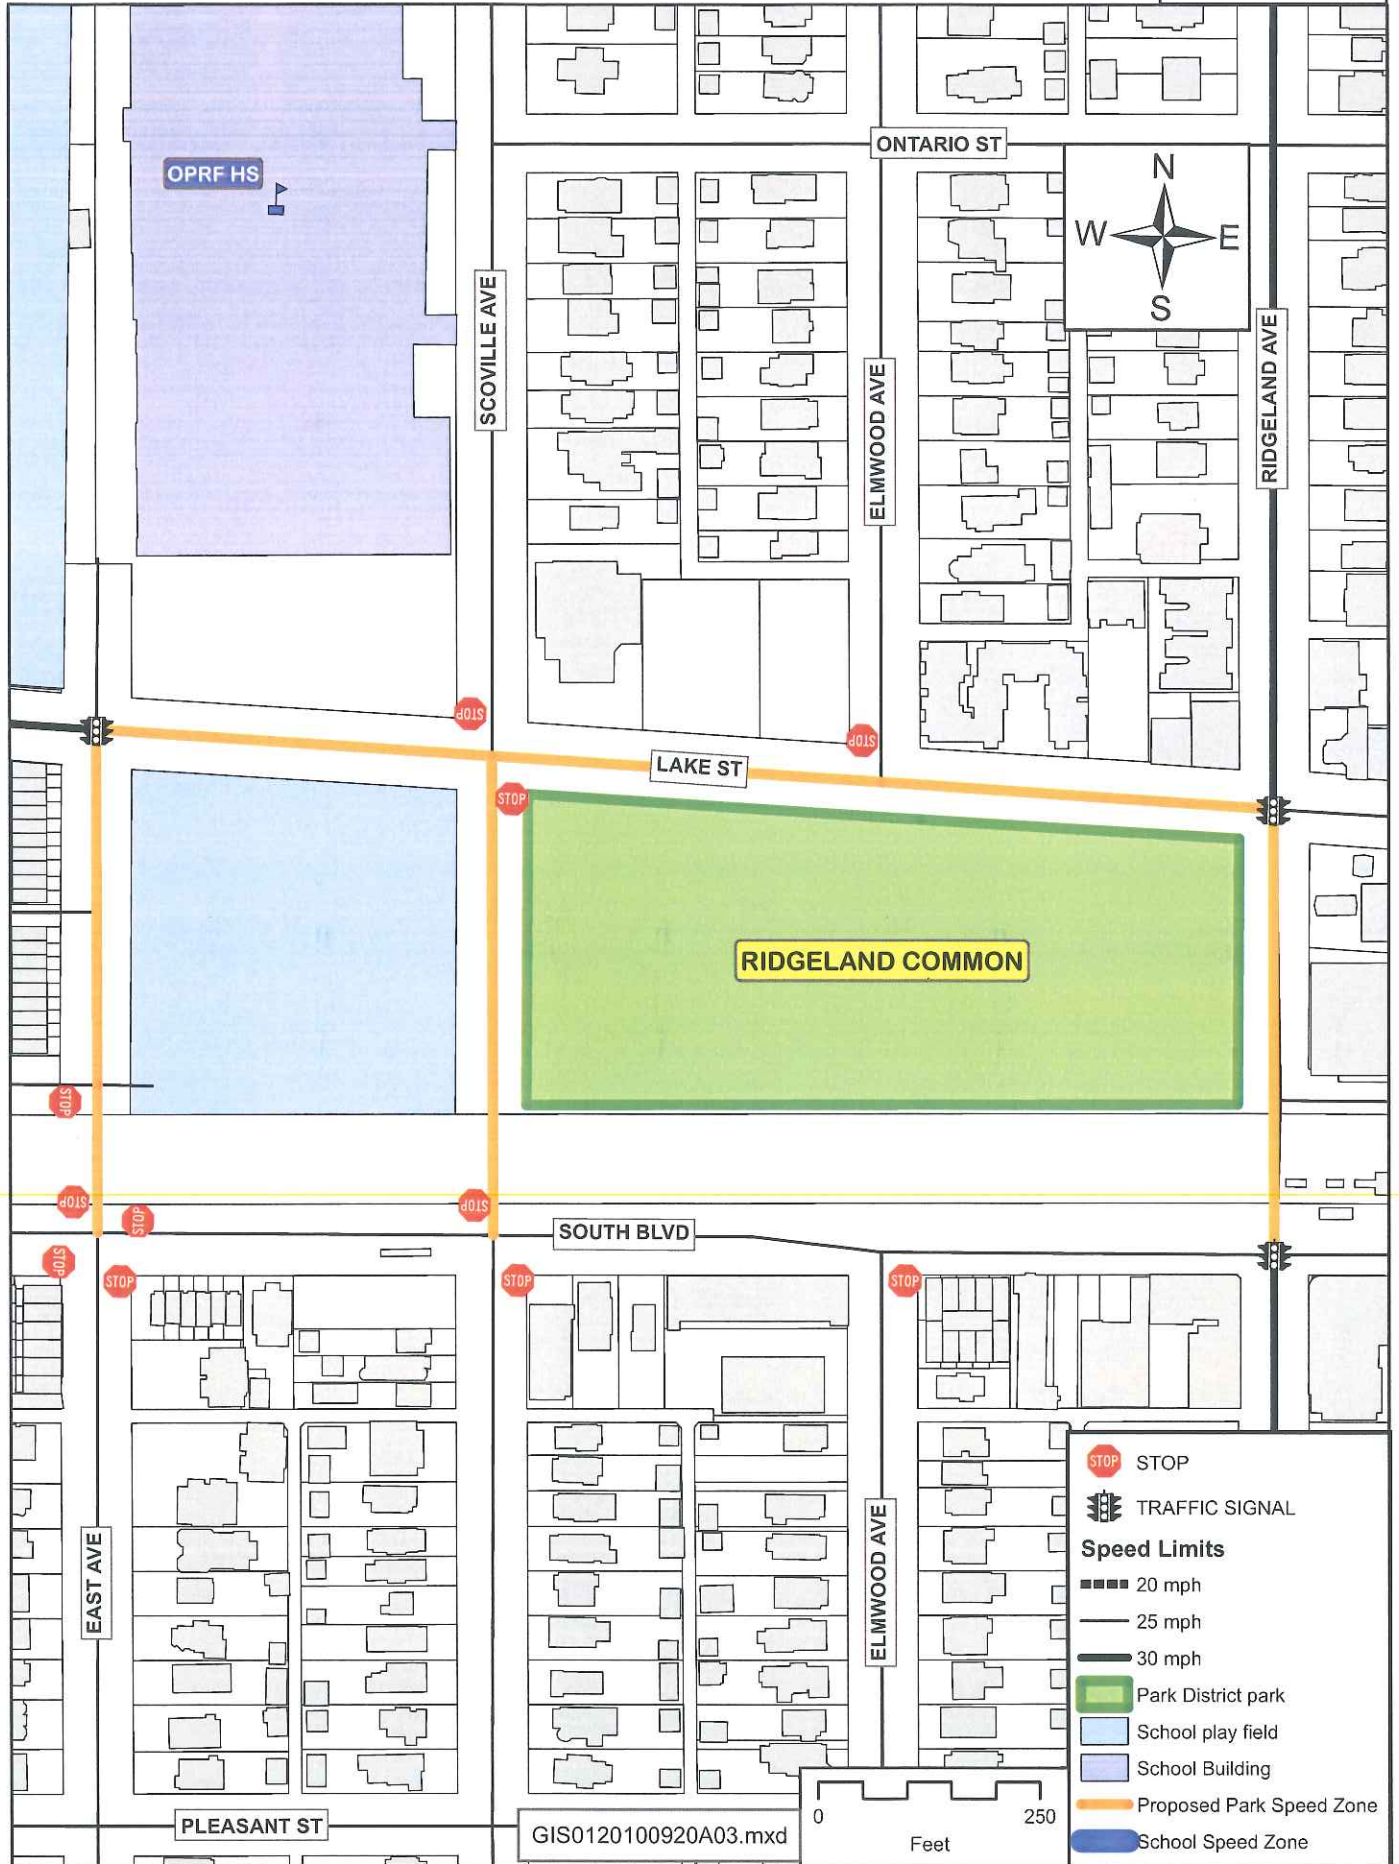 ONTARIO ST
OPRF HS
N
W
E
S
SCOVILLE AVE
RIDGELAND AVE
ELMWOOD AVE
STOP
STOP
LAKE ST
STOP
RIDGELAND COMMON
STOP
STOP
STOP
STOP
SOUTH BLVD
STOP
STOP
STOP
STOP
STOP STOP
TRAFFIC SIGNAL
Speed Limits
20 mph
25 mph
30 mph
Park District park
School play field
School Building
Proposed Park Speed Zone
School Speed Zone
EAST AVE
ELMWOOD AVE
PLEASANT ST
GIS0120100920A03.mxd
0 250
Feet